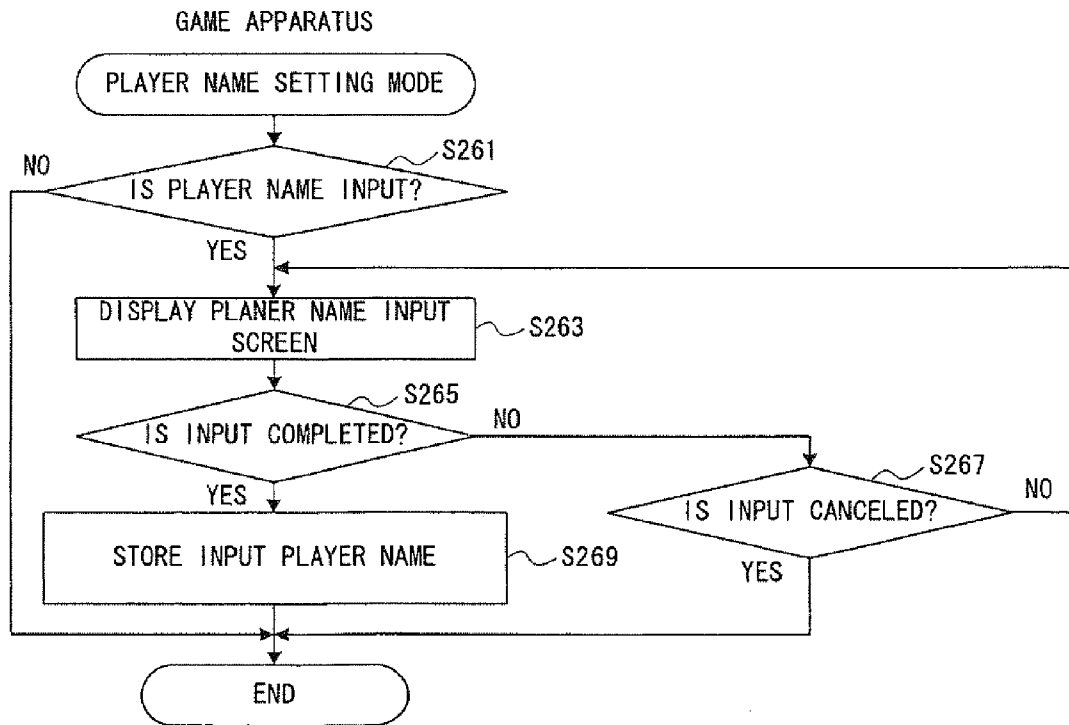 GAME APPARATUS
PLAYER NAME SETTING MODE
S261
NO
IS PLAYER NAME INPUT?
YES
DISPLAY PLANER NAME INPUT
SCREEN
S263
S265
IS INPUT COMPLETED?
NO
S267
YES
IS INPUT CANCELED?
NO
STORE INPUT PLAYER NAME
S269
YES
END